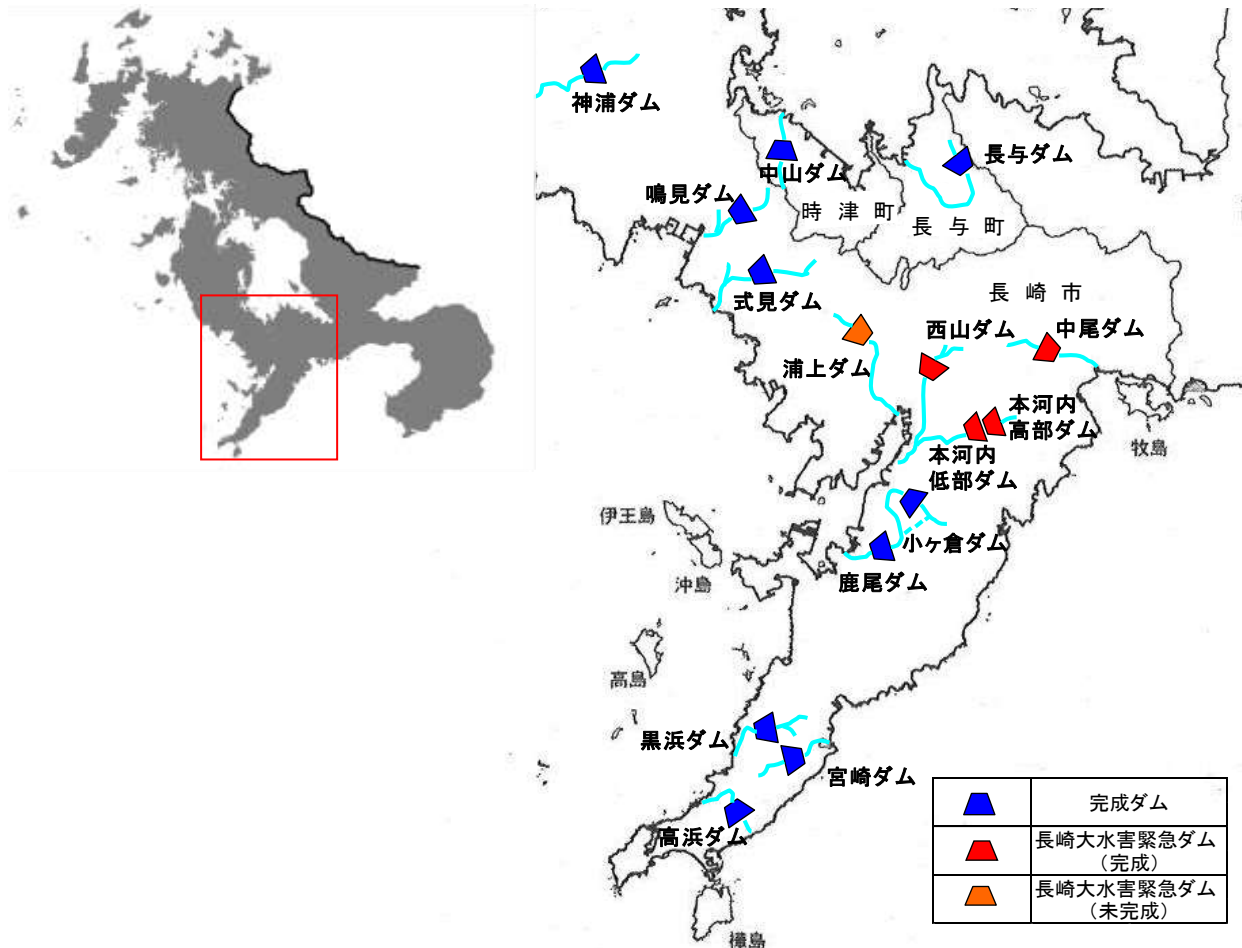 神浦ダム
中山ダム
長与ダム
鳴見ダム
時津町
長与町
式見ダム
長崎市
西山ダム
中尾ダム
浦上ダム
本河内
高部ダム
牧島
本河内
低部ダム
伊王島
小ヶ倉ダム
沖島
鹿尾ダム
高島
黒浜ダム
宮崎ダム
高浜ダム
樺島
完成ダム
長崎大水害緊急ダム
（完成）
長崎大水害緊急ダム
（未完成）